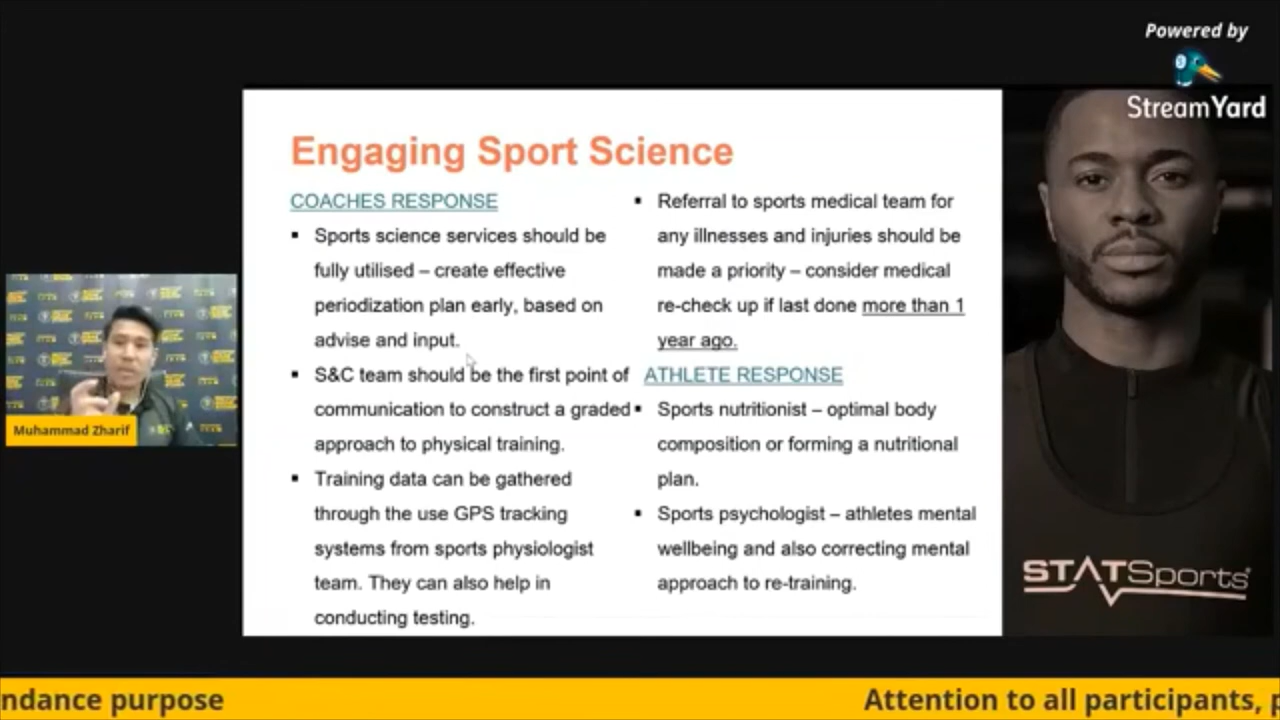 Powered by
StreamYard
Engaging Sport Science
COACHES RESPONSE
▪ Sports science services should be
fully utilised – create effective
periodization plan early, based on
advise and input.
▪ S&C team should be the first point of
communication to construct a graded
approach to physical training.
▪ Training data can be gathered
through the use GPS tracking
systems from sports physiologist
team. They can also help in
conducting testing.
▪ Referral to sports medical team for
any illnesses and injuries should be
made a priority – consider medical
re-check up if last done more than 1
year ago.
ATHLETE RESPONSE
▪ Sports nutritionist – optimal body
composition or forming a nutritional
plan.
▪ Sports psychologist – athletes mental
wellbeing and also correcting mental
approach to re-training.
Muhammad Zharif
STATSports
ndance purpose
Attention to all participants, p